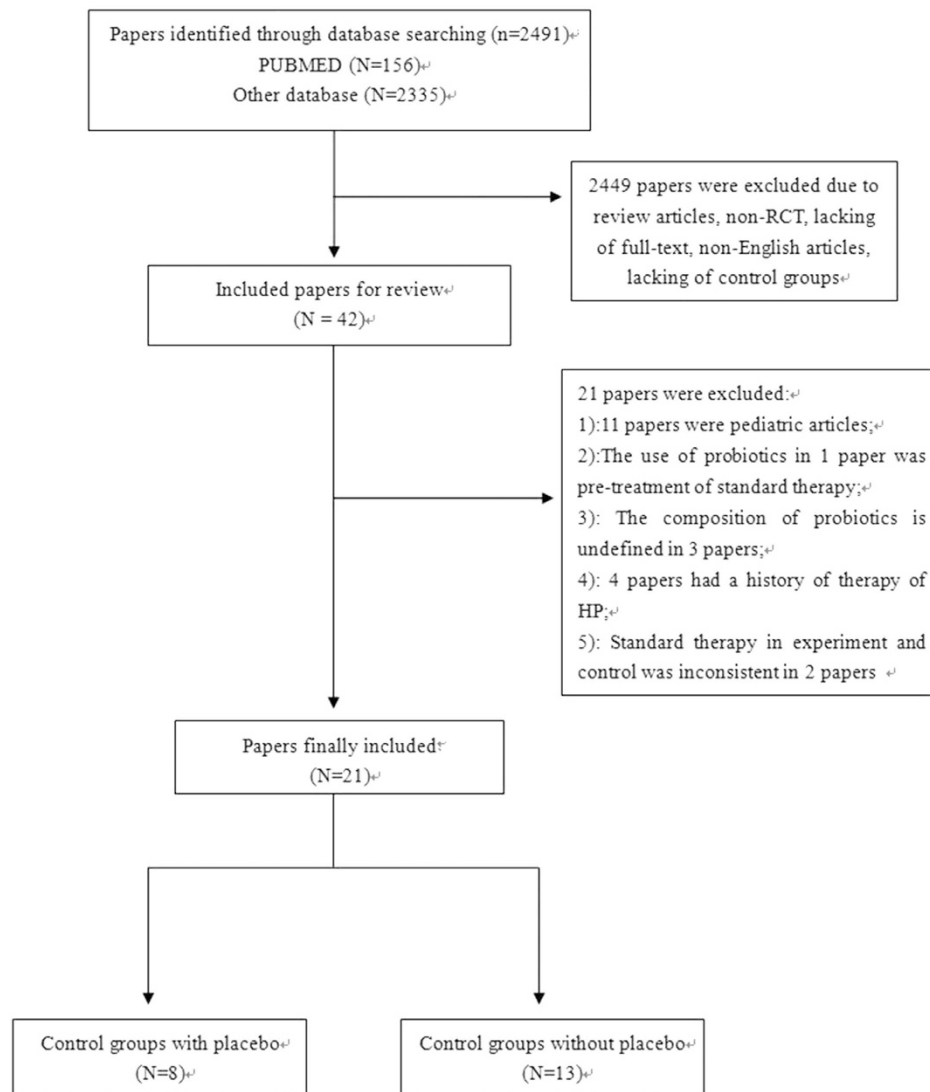 Papers identified through database searching (n=2491)↵
PUBMED (N=156)↵
Other database (N=2335)↵
2449 papers were excluded due to
review articles, non-RCT, lacking
of full-text, non-English articles,
lacking of control groups↵
Included papers for review↵
(N = 42)↵
21 papers were excluded:↵
1):11 papers were pediatric articles;↵
2):The use of probiotics in 1 paper was
pre-treatment of standard therapy;↵
3): The composition of probiotics is
undefined in 3 papers;↵
4): 4 papers had a history of therapy of
HP;↵
5): Standard therapy in experiment and
control was inconsistent in 2 papers ↵
Papers finally included↵
(N=21)↵
Control groups with placebo↵
(N=8)↵
Control groups without placebo↵
(N=13)↵